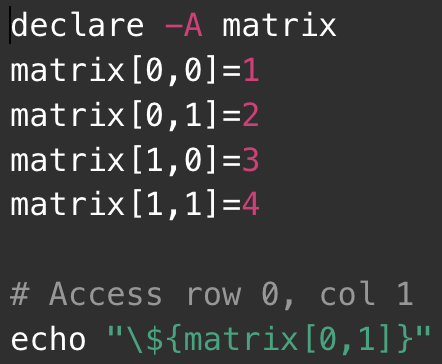 declare -A matrix
matrix[0,0]=1
matrix[0,1]=2
matrix[1,0]=3
matrix[1,1]=4
# Access row 0, col 1
echo "\${matrix[0,1]}"